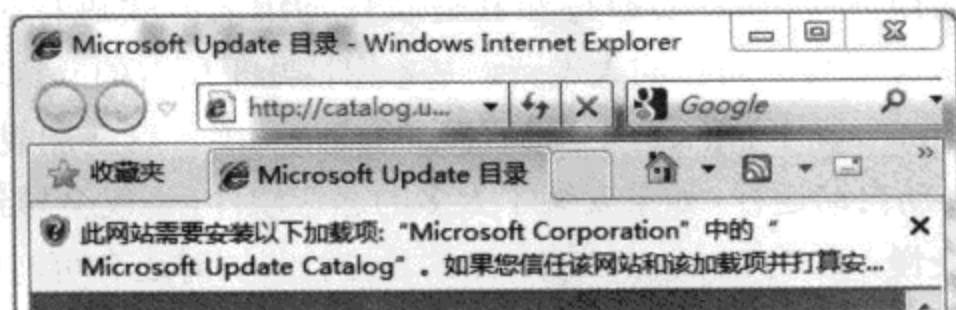 Microsoft Update 目录 - Windows Internet Explorer
http://catalog.u... Google
收藏夹 Microsoft Update 目录
此网站需要安装以下加载项: “Microsoft Corporation” 中的 “
Microsoft Update Catalog” 。如果您信任该网站和该加载项并打算安...